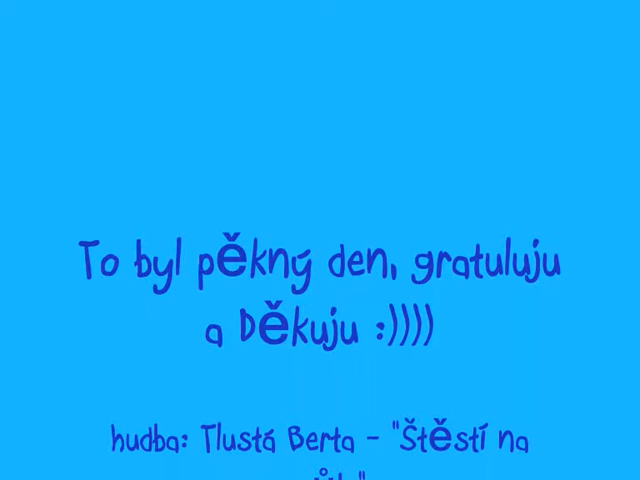 To byl pěkný den, gratuluju
a Děkuju :))))
hudba: Tlustá Berta - "Štěstí na